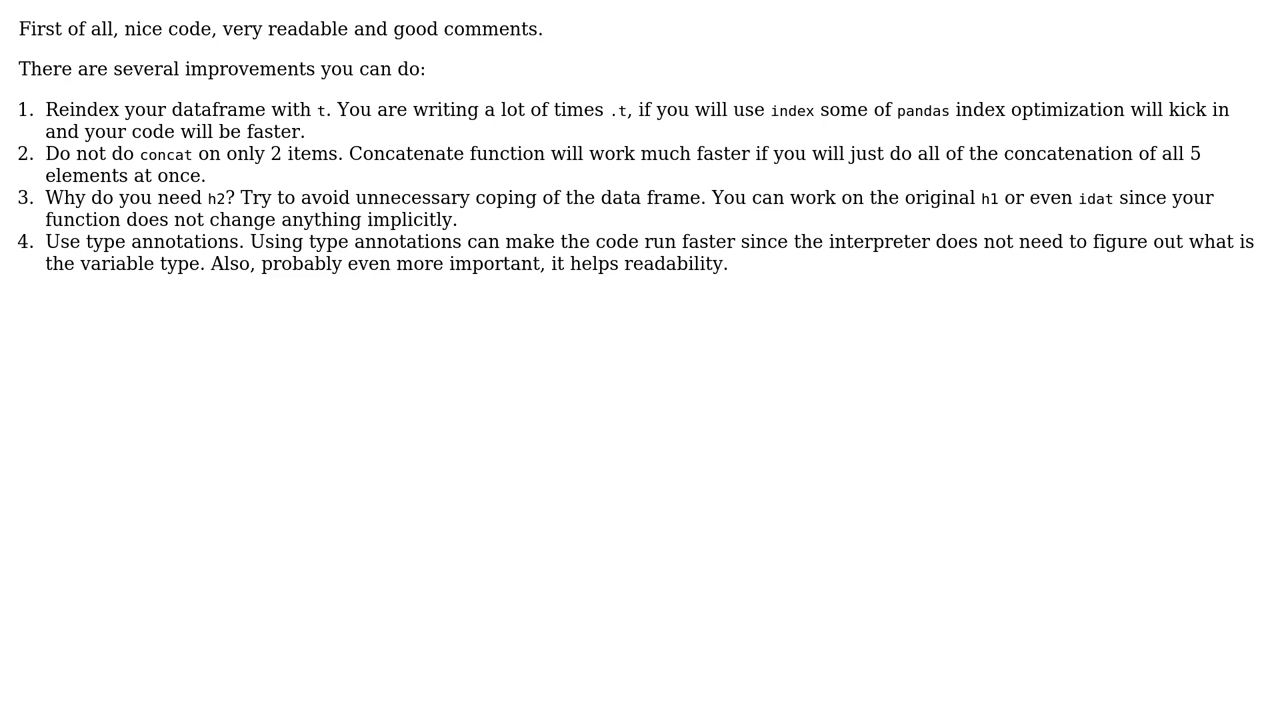 First of all, nice code, very readable and good comments.
There are several improvements you can do:
1. Reindex your dataframe with t. You are writing a lot of times .t, if you will use index some of pandas index optimization will kick in
and your code will be faster.
2. Do not do concat on only 2 items. Concatenate function will work much faster if you will just do all of the concatenation of all 5
elements at once.
3. Why do you need h2? Try to avoid unnecessary coping of the data frame. You can work on the original h1 or even idat since your
function does not change anything implicitly.
4. Use type annotations. Using type annotations can make the code run faster since the interpreter does not need to figure out what is
the variable type. Also, probably even more important, it helps readability.